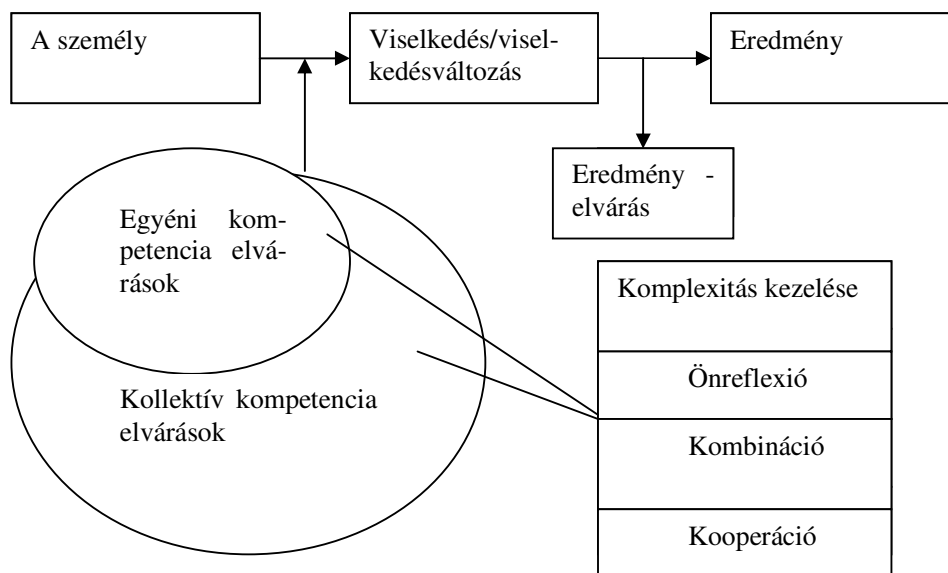 A személy
Viselkedés/visel-
kedésváltozás
Eredmény
Eredmény -
elvárás
Egyéni kom-
petencia elvá-
rások
Kollektív kompetencia
elvárások
Komplexitás kezelése
Önreflexió
Kombináció
Kooperáció